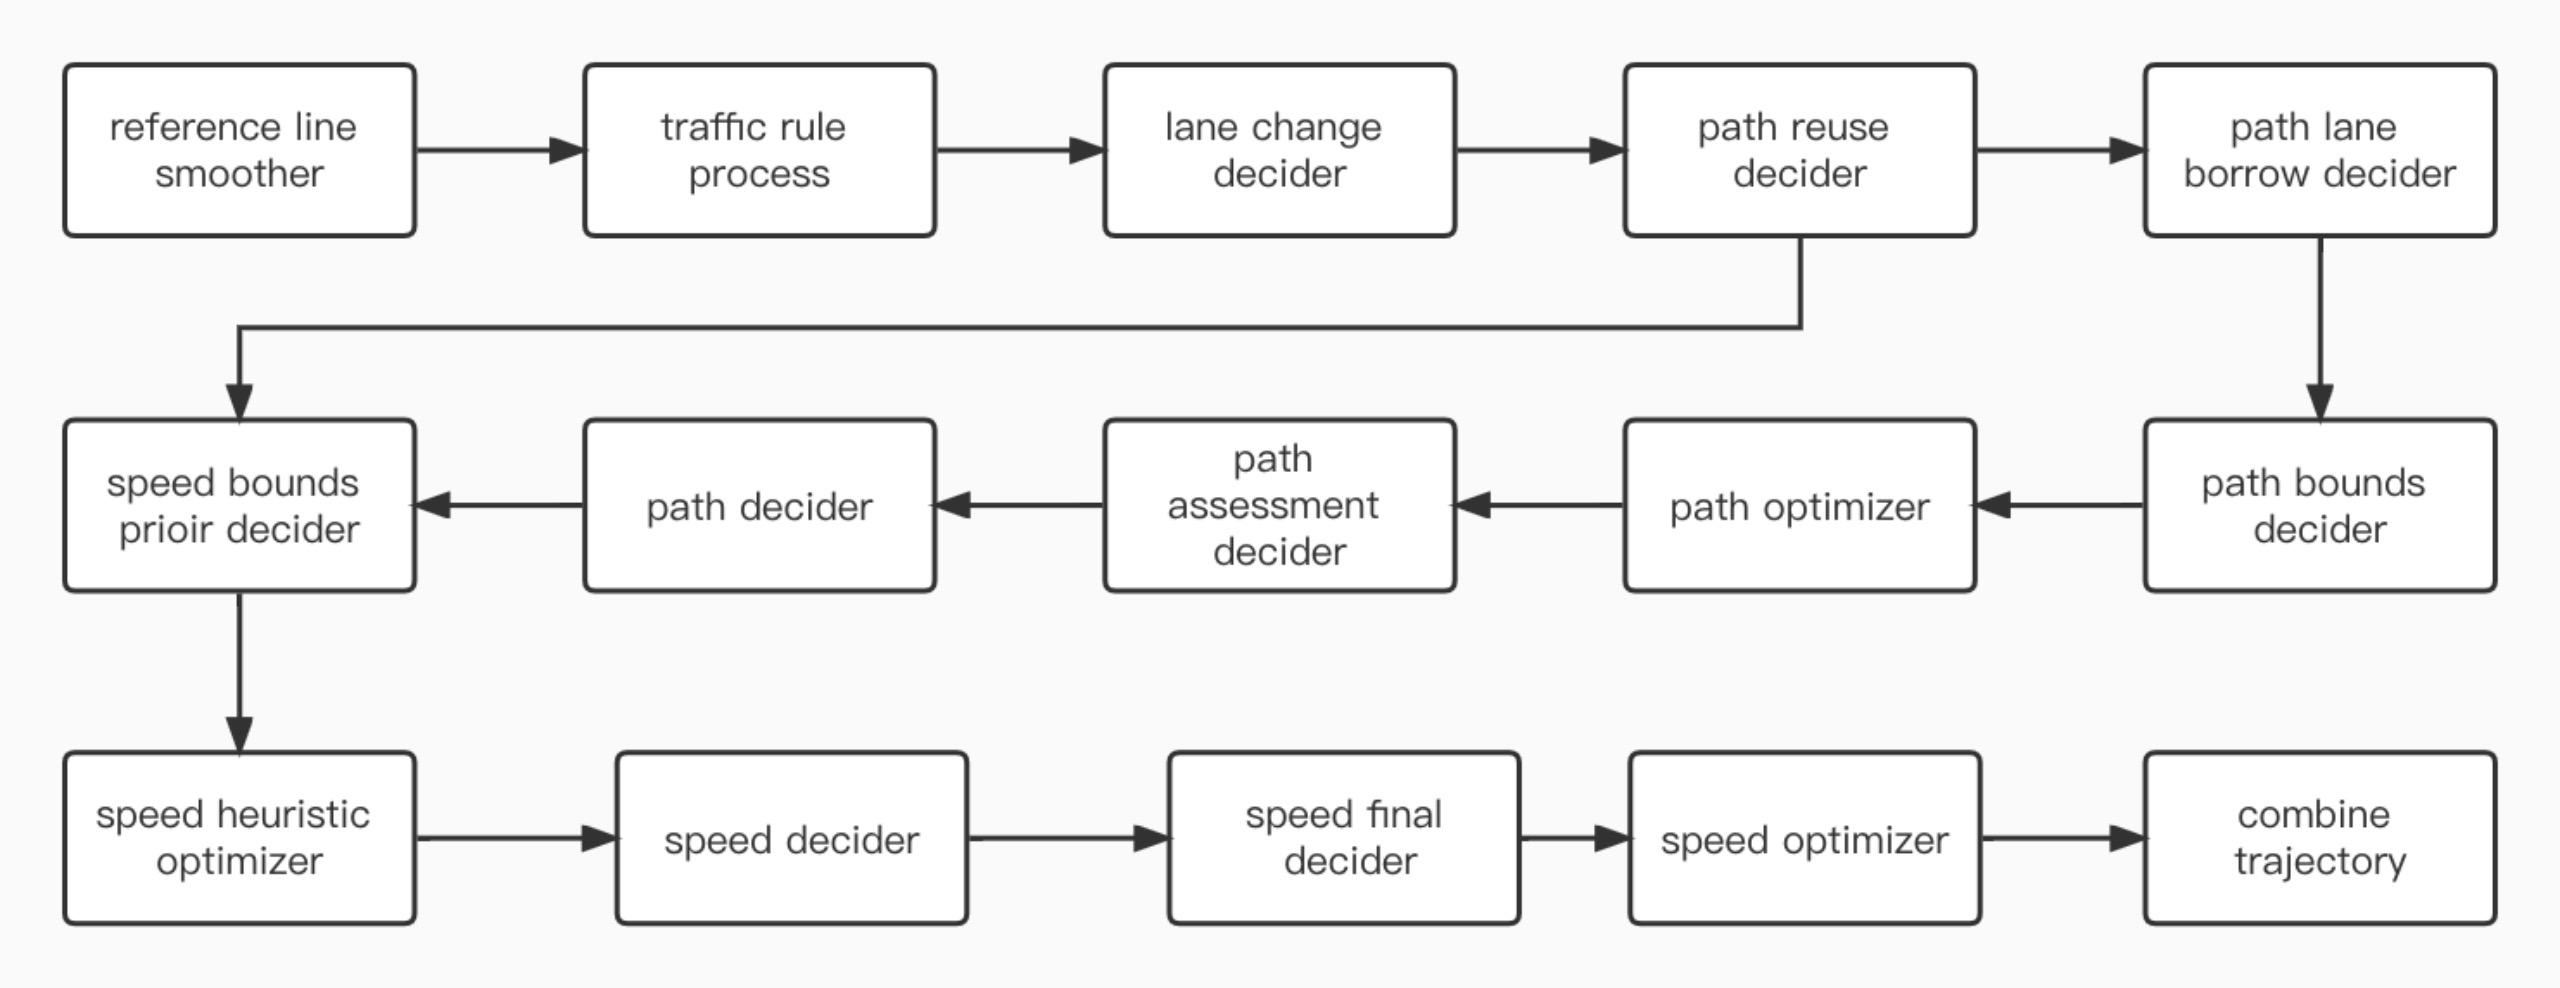 reference line
smoother
traffic rule
process
lane change
decider
path reuse
decider
path lane
borrow decider
speed bounds
prioir decider
path decider
path
assessment
decider
path optimizer
path bounds
decider
speed heuristic
optimizer
speed decider
speed final
decider
speed optimizer
combine
trajectory